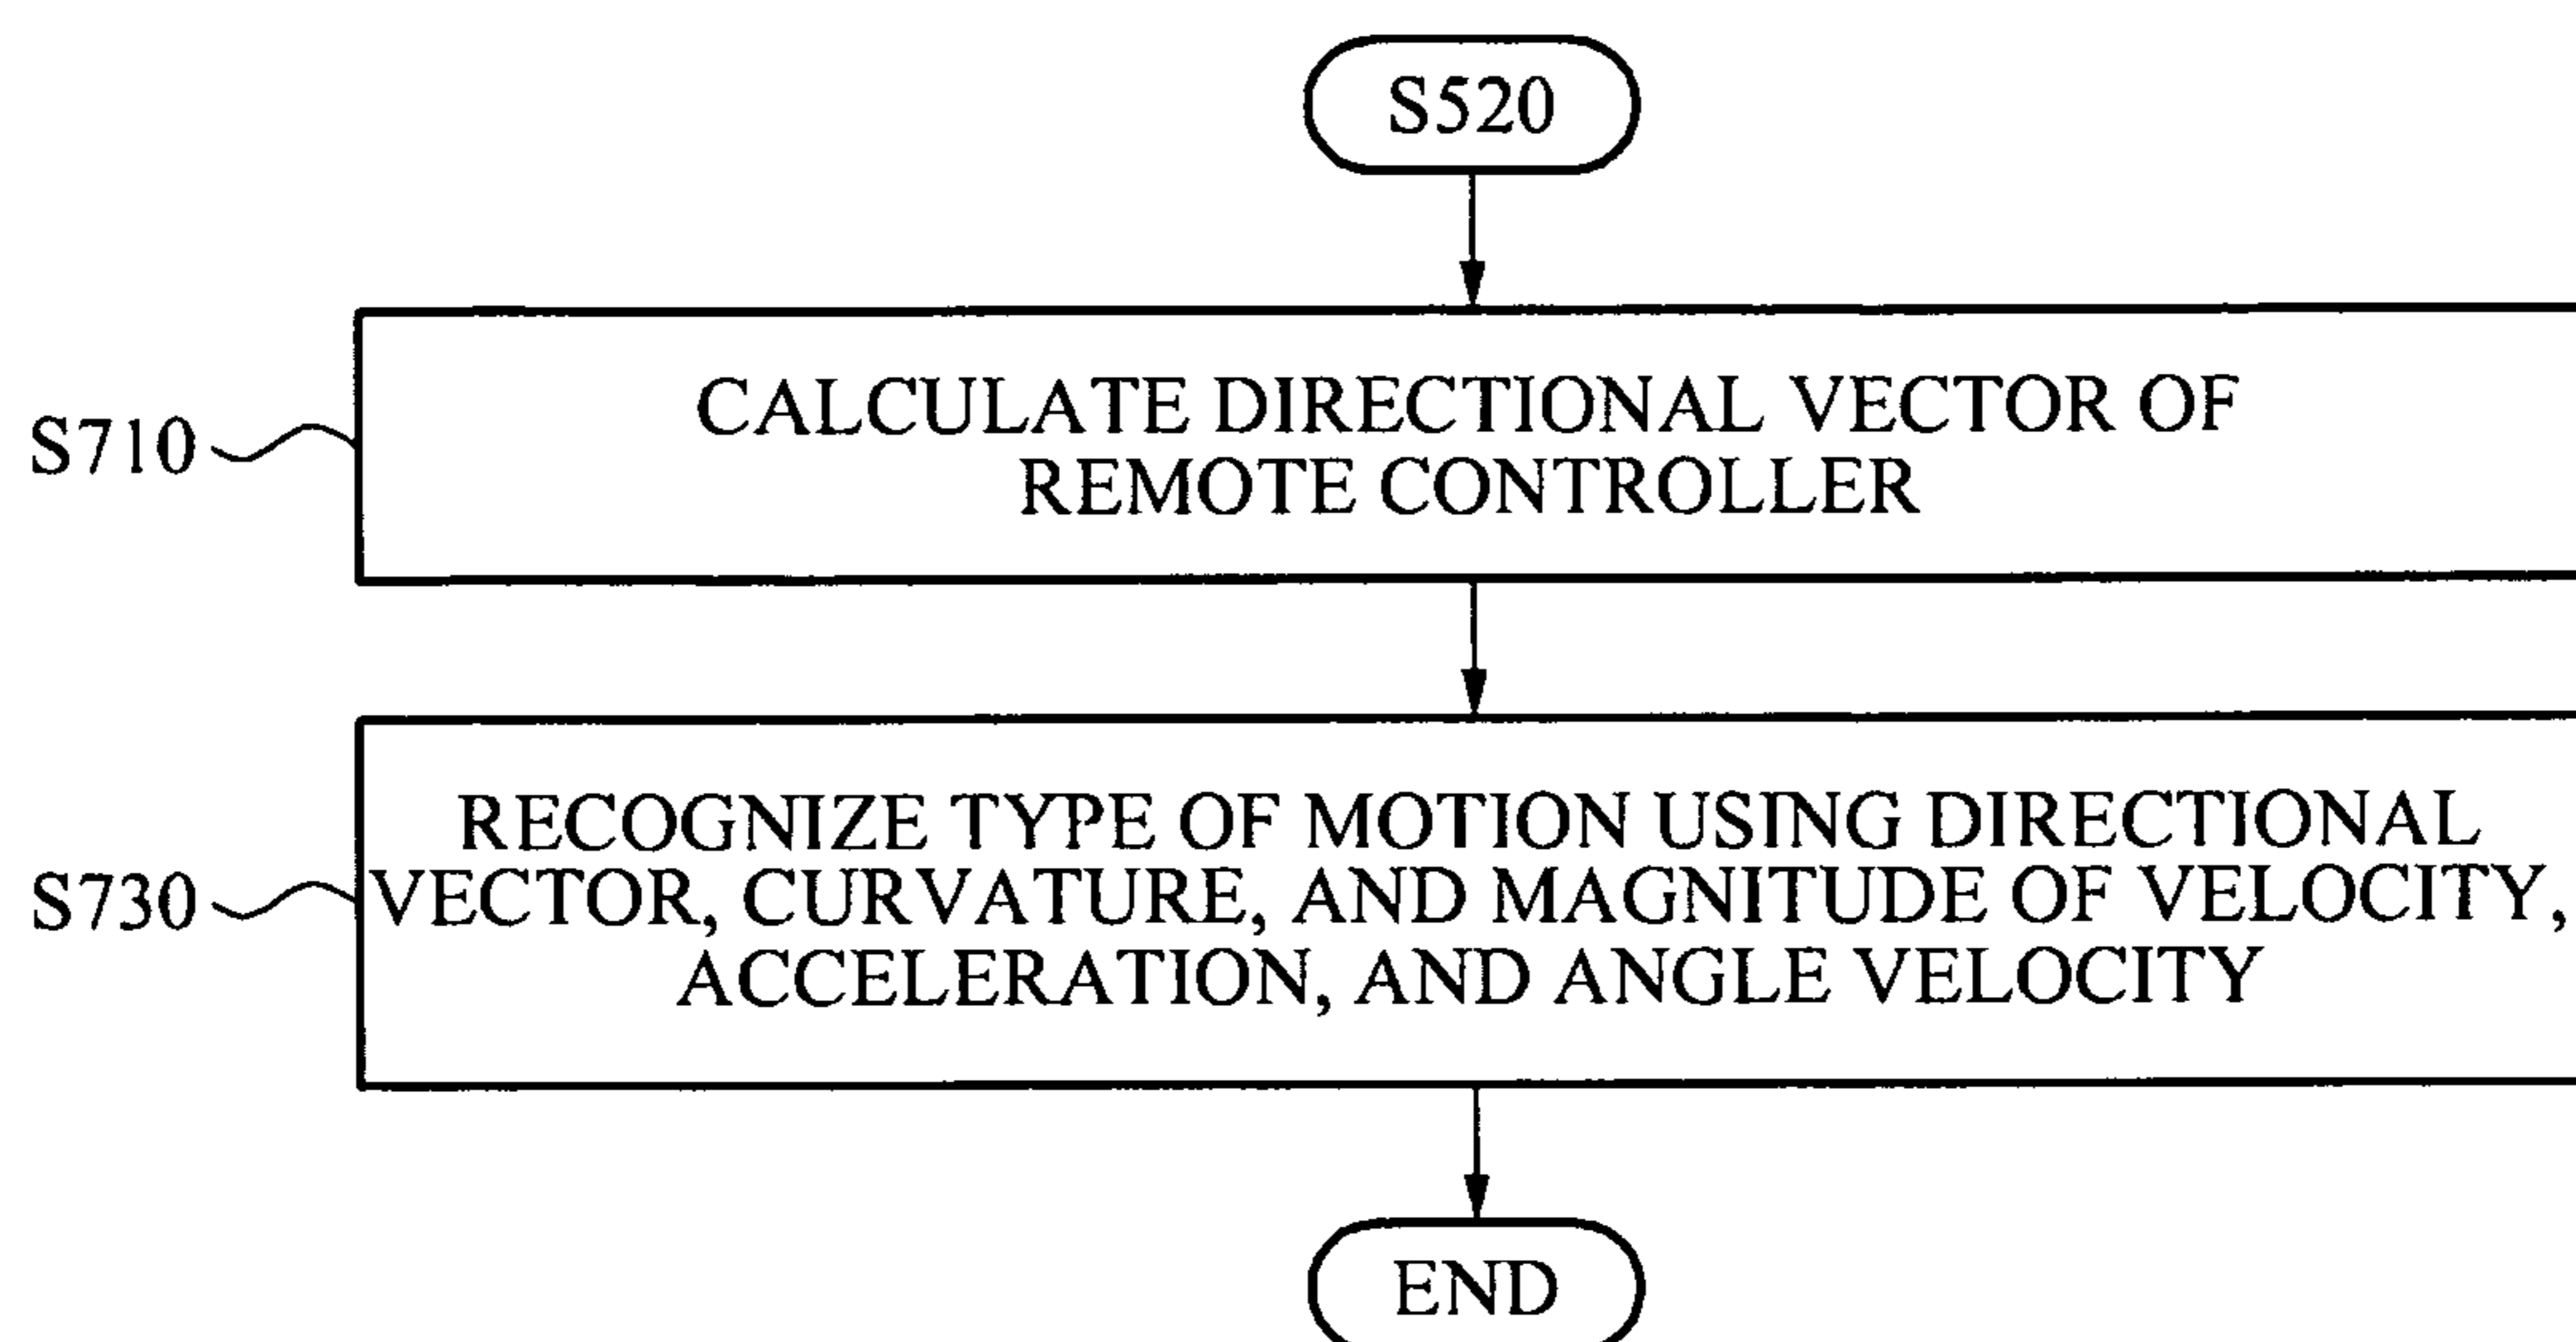 S520
S710
CALCULATE DIRECTIONAL VECTOR OF
REMOTE CONTROLLER
S730
RECOGNIZE TYPE OF MOTION USING DIRECTIONAL
VECTOR, CURVATURE, AND MAGNITUDE OF VELOCITY,
ACCELERATION, AND ANGLE VELOCITY
END